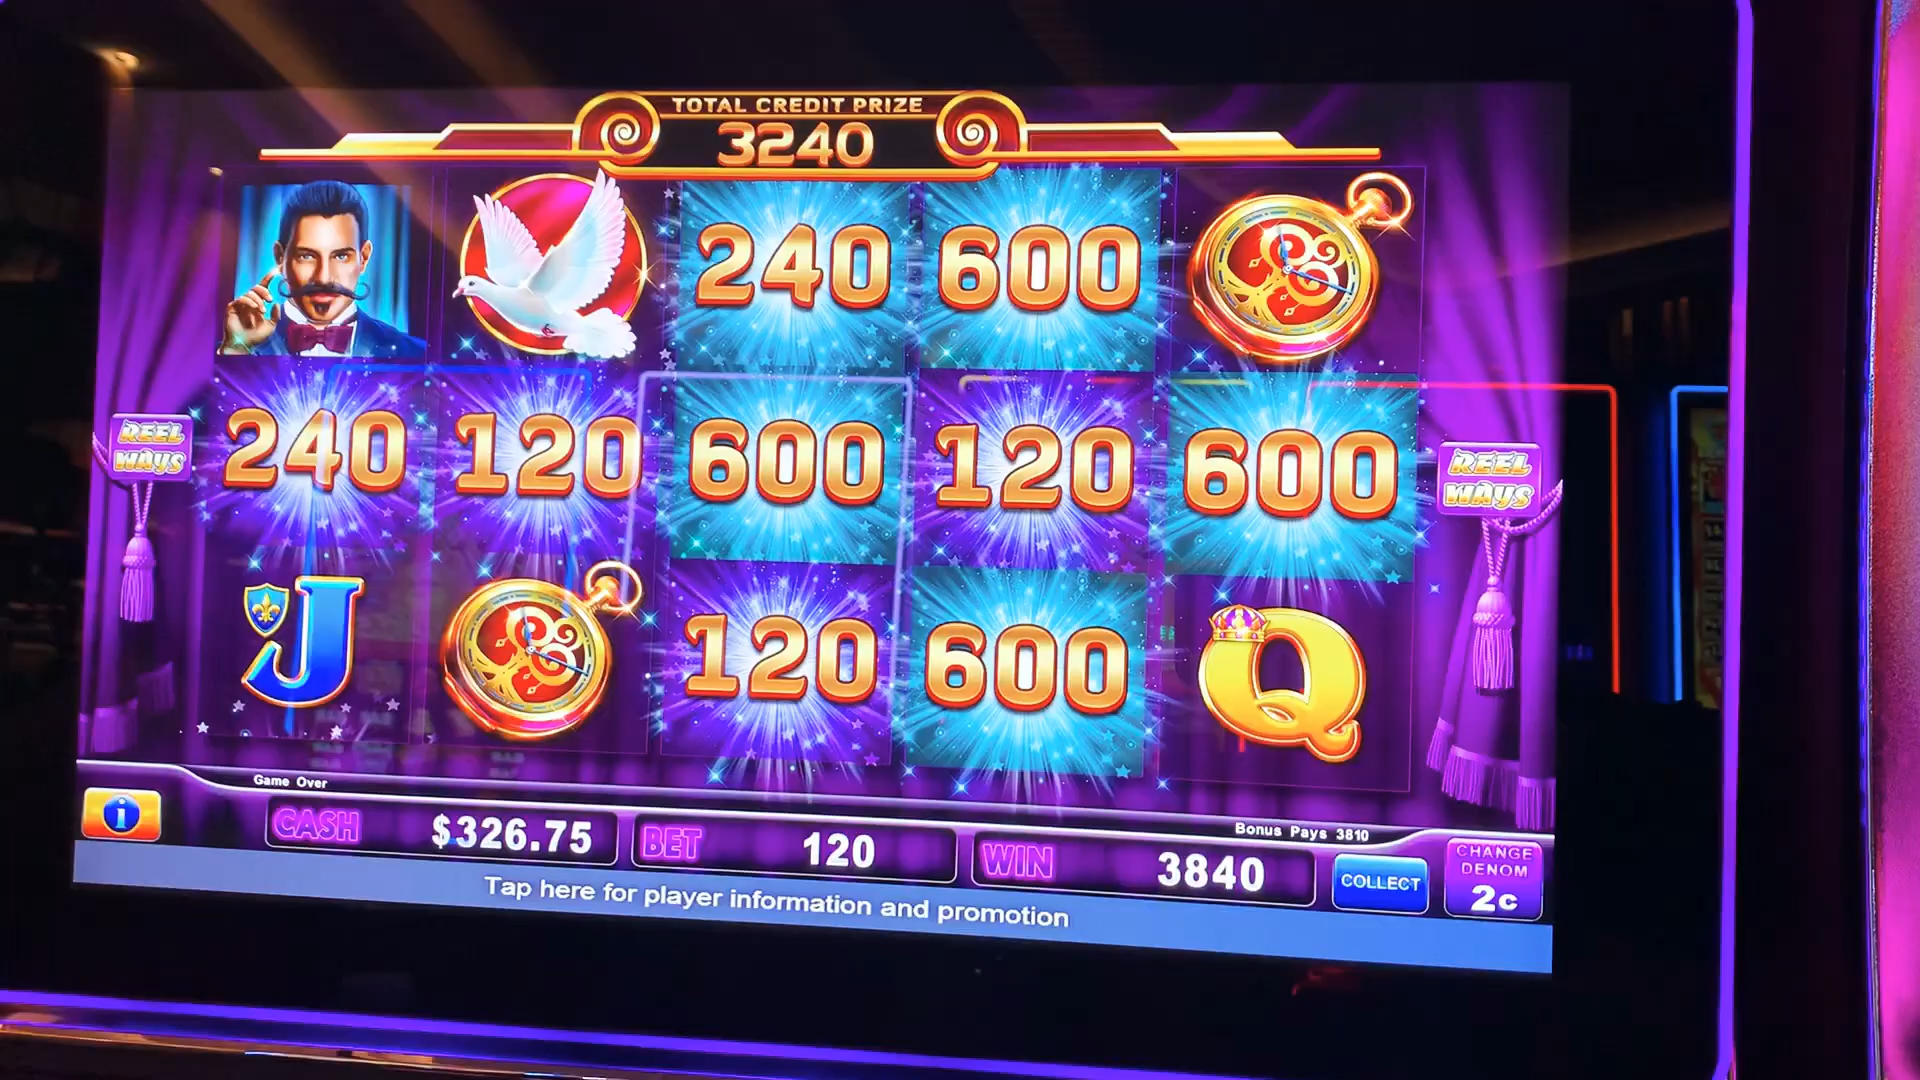 TOTAL CREDIT PRIZE
3240
240 600
240 120 600 120 600
REEL
WAYS
REEL
WAYS
J 120 600 Q
Game Over
Bonus Pays 3810
CASH $326.75 BET 120 WIN 3840 COLLECT
CHANGE
DENOM
2c
Tap here for player information and promotion